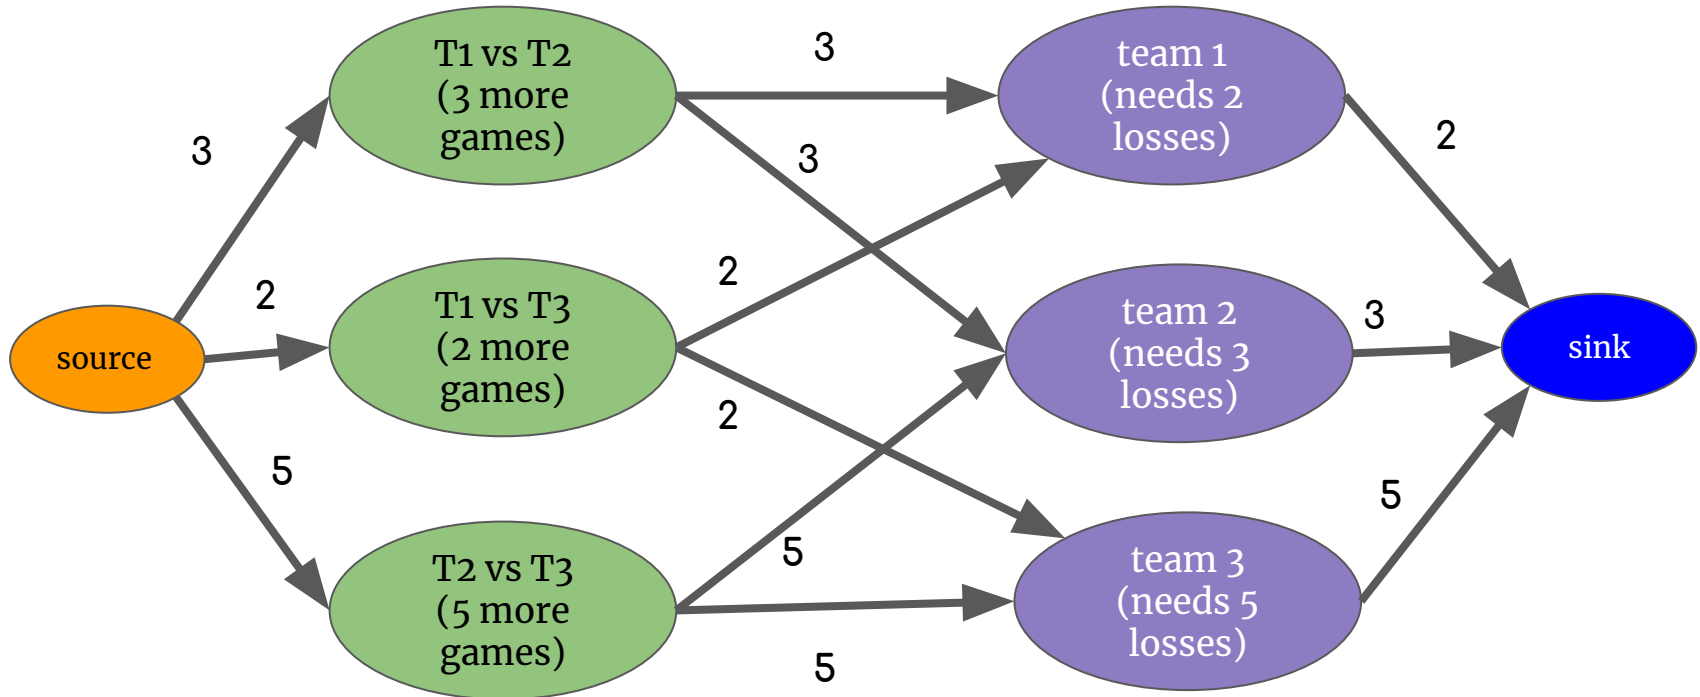 T1 vs T2
(3 more
games)
3
team 1
(needs 2
losses)
2
3
3
2
T1 vs T3
(2 more
games)
2
team 2
(needs 3
losses)
3
sink
source
2
5
T2 vs T3
(5 more
games)
5
5
team 3
(needs 5
losses)
5